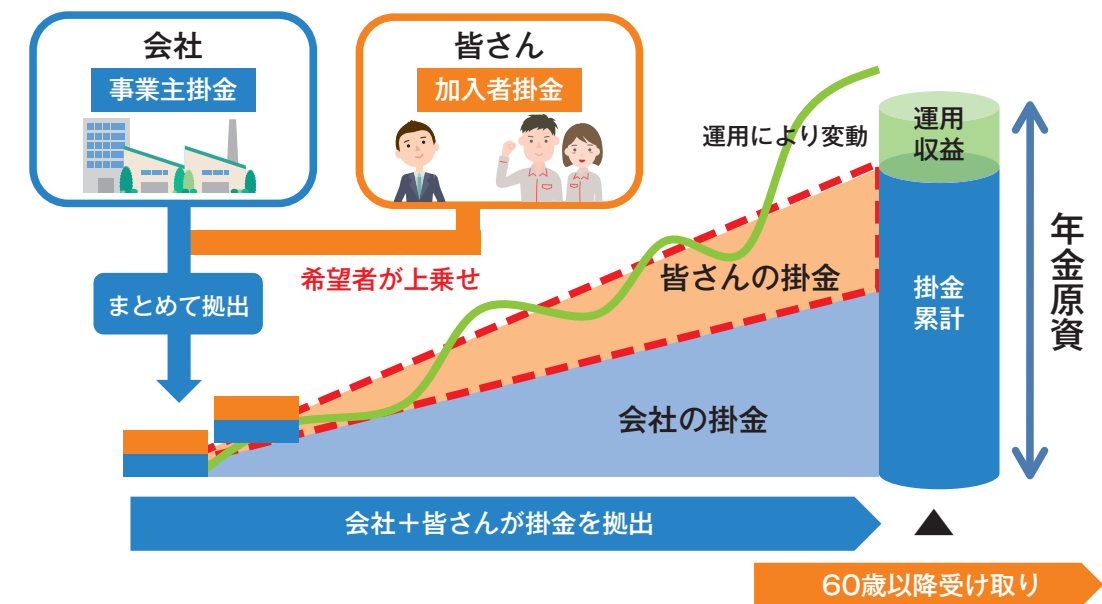 会社
事業主掛金
皆さん
加入者掛金
希望者が上乗せ
まとめて拠出
運用により変動
運用
収益
皆さんの掛金
掛金
累計
年金原資
会社の掛金
会社＋皆さんが掛金を拠出
60歳以降受け取り